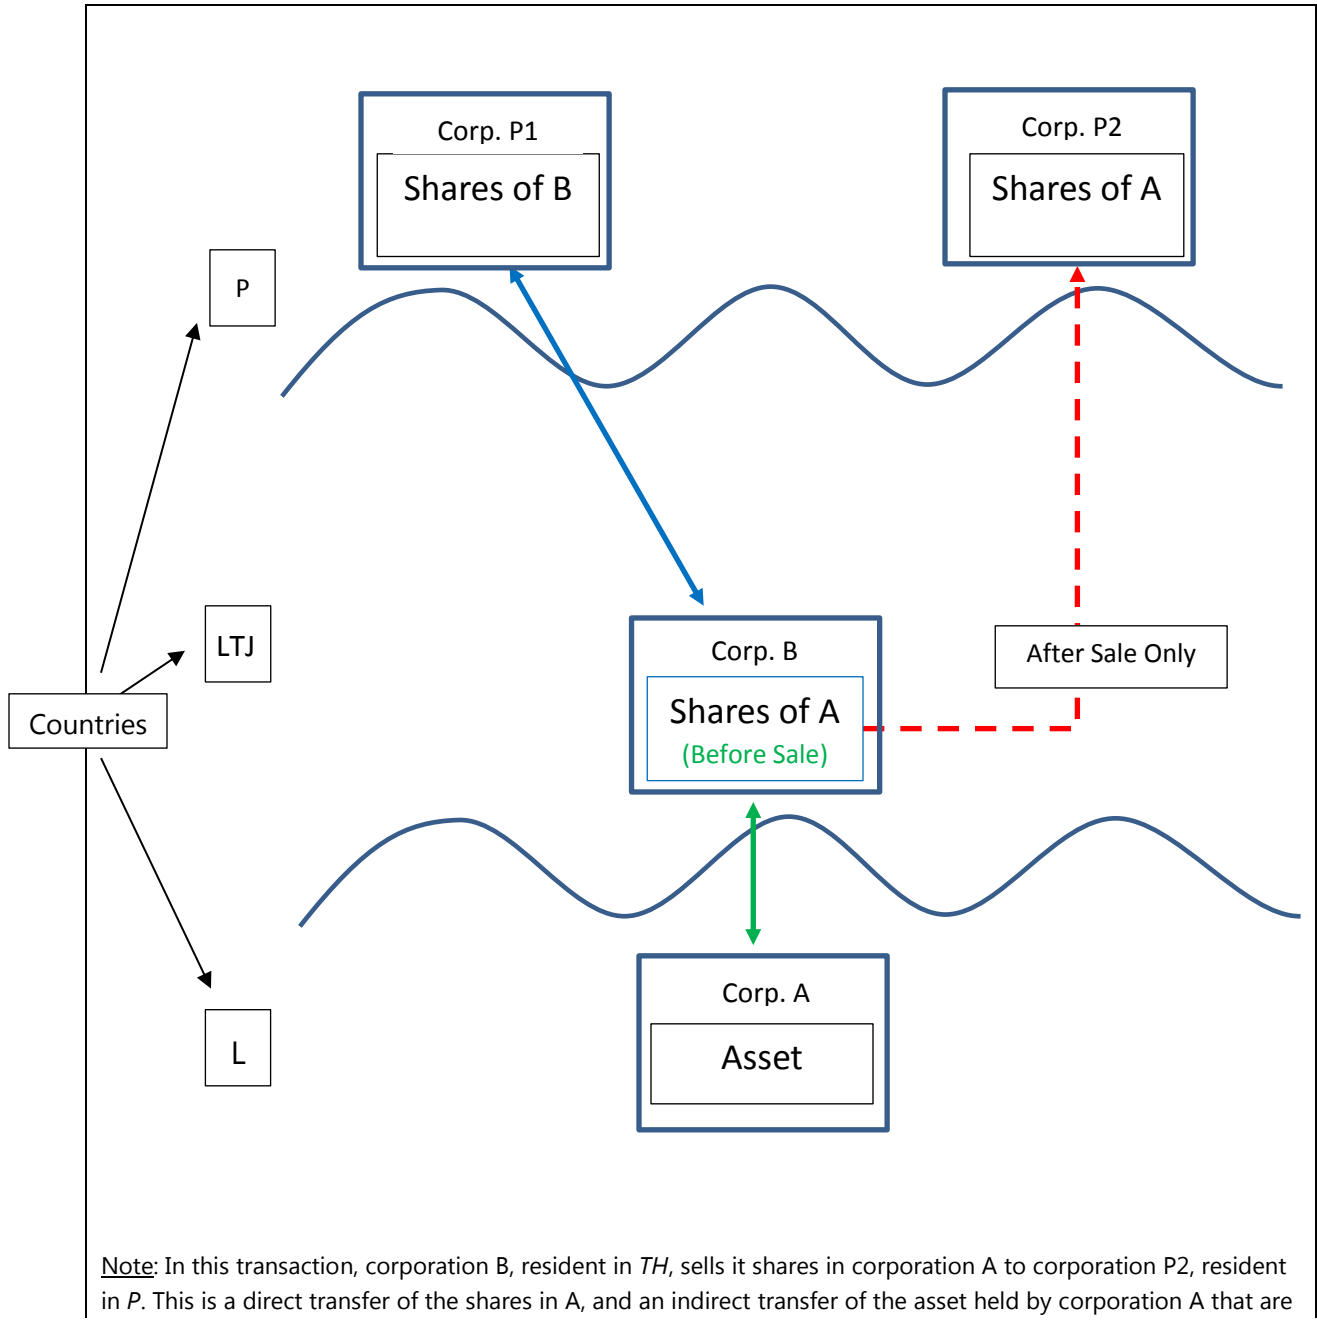 Corp. P1
Shares of B
Corp. P2
Shares of A
P
LTJ
Countries
L
Corp. B
Shares of A
(Before Sale)
After Sale Only
Corp. A
Asset
Note: In this transaction, corporation B, resident in TH, sells it shares in corporation A to corporation P2, resident
in P. This is a direct transfer of the shares in A, and an indirect transfer of the asset held by corporation A that are